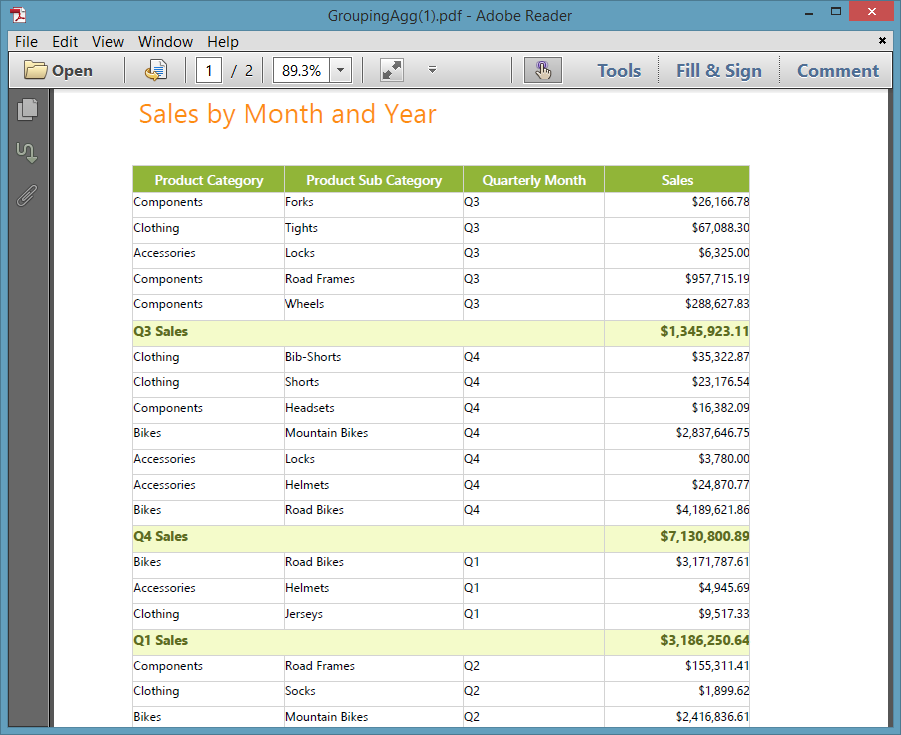 GroupingAgg(1).pdf - Adobe Reader
File Edit View Window Help
Open 1 / 2 89.3% Tools Fill & Sign Comment
Sales by Month and Year
Product Category Product Sub Category Quarterly Month Sales
Components Forks Q3 $26,166.78
Clothing Tights Q3 $67,088.30
Accessories Locks Q3 $6,325.00
Components Road Frames Q3 $957,715.19
Components Wheels Q3 $288,627.83
Q3 Sales $1,345,923.11
Clothing Bib-Shorts Q4 $35,322.87
Clothing Shorts Q4 $23,176.54
Components Headsets Q4 $16,382.09
Bikes Mountain Bikes Q4 $2,837,646.75
Accessories Locks Q4 $3,780.00
Accessories Helmets Q4 $24,870.77
Bikes Road Bikes Q4 $4,189,621.86
Q4 Sales $7,130,800.89
Bikes Road Bikes Q1 $3,171,787.61
Accessories Helmets Q1 $4,945.69
Clothing Jerseys Q1 $9,517.33
Q1 Sales $3,186,250.64
Components Road Frames Q2 $155,311.41
Clothing Socks Q2 $1,899.62
Bikes Mountain Bikes Q2 $2,416,836.61